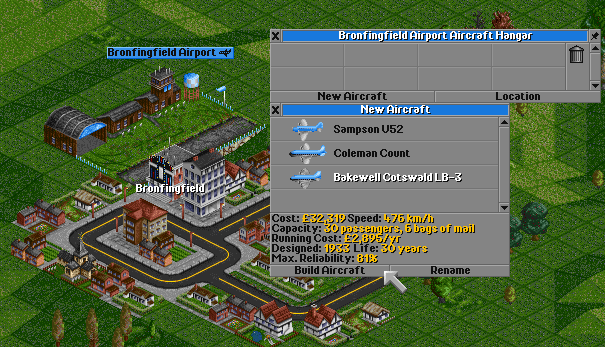 Bronfingfield Airport Aircraft Hangar
Bronfingfield Airport
New Aircraft Location
New Aircraft
Sampson U52
Coleman Count
Bakewell Cotswald LB-3
Bronfingfield
Cost: £32,319 Speed: 476 km/h
Capacity: 30 passengers, 6 bags of mail
Running Cost: £2,895/yr
Designed: 1933 Life: 30 years
Max. Reliability: 81%
Build Aircraft Rename